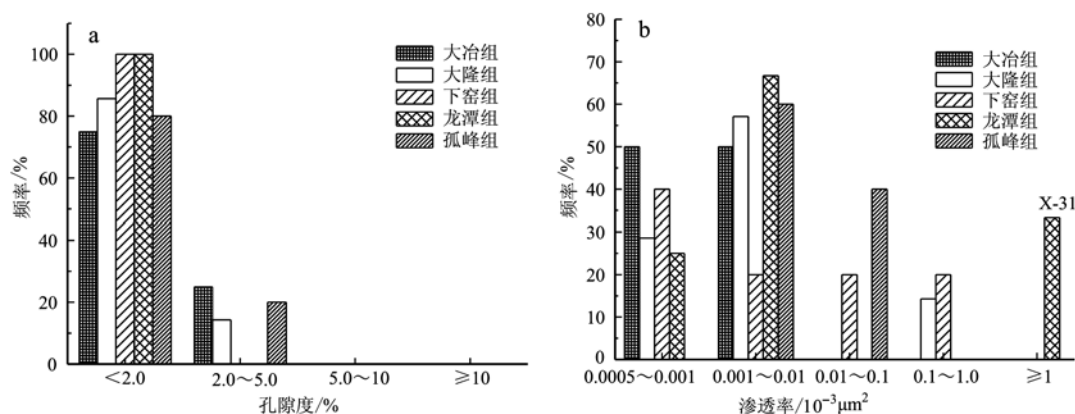 a
100
80
60
40
20
0
频率/%
大冶组
大隆组
下窑组
龙潭组
孤峰组
<2.0
2.0～5.0
5.0～10
≥10
孔隙度/%
b
80
70
60
50
40
30
20
10
0
频率/%
大冶组
大隆组
下窑组
龙潭组
孤峰组
X-31
0.0005～0.001
0.001～0.01
0.01～0.1
0.1～1.0
≥1
渗透率/10⁻³μm²